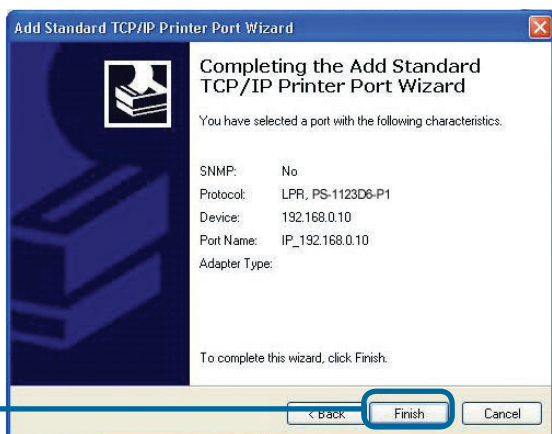 Add Standard TCP/IP Printer Port Wizard
Completing the Add Standard
TCP/IP Printer Port Wizard
You have selected a port with the following characteristics.
SNMP: No
Protocol: LPR, PS-1123D6-P1
Device: 192.168.0.10
Port Name: IP_192.168.0.10
Adapter Type:
To complete this wizard, click Finish.
< Back Finish Cancel